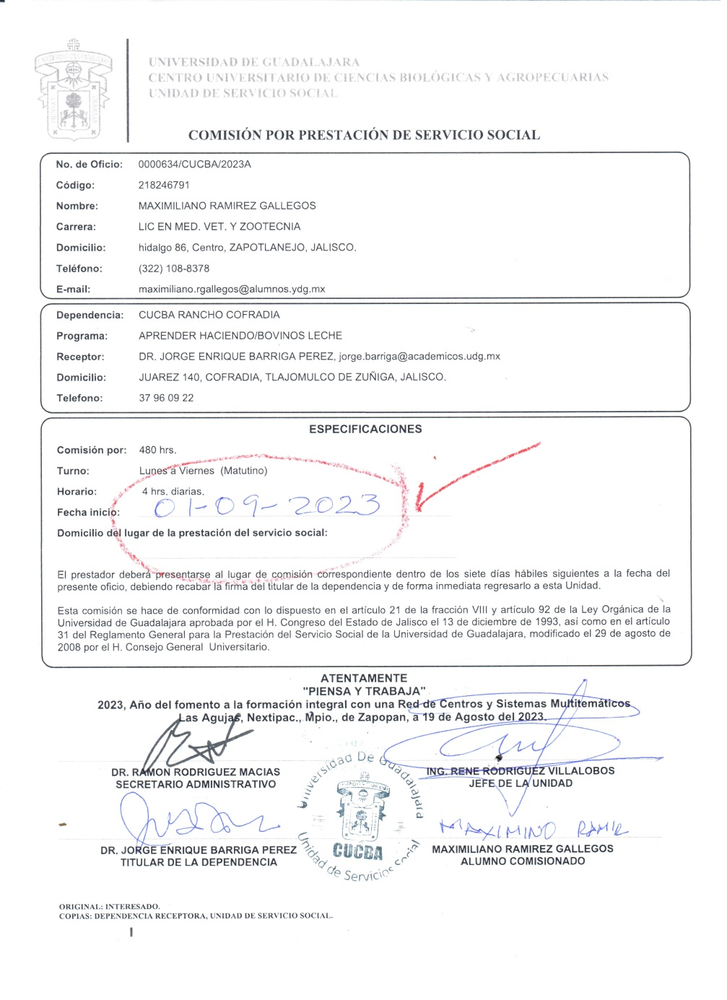 UNIVERSIDAD DE GUADALAJARA
CENTRO UNIVERSITARIO DE CIENCIAS BIOLÓGICAS Y AGROPECUARIAS
UNIDAD DE SERVICIO SOCIAL
PIENSA Y TRABAJA
COMISIÓN POR PRESTACIÓN DE SERVICIO SOCIAL
No. de Oficio: 0000634/CUCBA/2023A
Código: 218246791
Nombre: MAXIMILIANO RAMIREZ GALLEGOS
Carrera: LIC EN MED. VET. Y ZOOTECNIA
Domicilio: hidalgo 86, Centro, ZAPOTLANEJO, JALISCO.
Teléfono: (322) 108-8378
E-mail: maximiliano.rgallegos@alumnos.ydg.mx
Dependencia: CUCBA RANCHO COFRADIA
Programa: APRENDER HACIENDO/BOVINOS LECHE
Receptor: DR. JORGE ENRIQUE BARRIGA PEREZ, jorge.barriga@academicos.udg.mx
Domicilio: JUAREZ 140, COFRADIA, TLAJOMULCO DE ZUÑIGA, JALISCO.
Telefono: 37 96 09 22
ESPECIFICACIONES
Comisión por: 480 hrs.
Turno: Lunes a Viernes (Matutino)
Horario: 4 hrs. diarias.
Fecha inicio: 01-09-2023
Domicilio del lugar de la prestación del servicio social:
El prestador deberá presentarse al lugar de comisión correspondiente dentro de los siete días hábiles siguientes a la fecha del
presente oficio, debiendo recabar la firma del titular de la dependencia y de forma inmediata regresarlo a esta Unidad.
Esta comisión se hace de conformidad con lo dispuesto en el artículo 21 de la fracción VIII y artículo 92 de la Ley Orgánica de la
Universidad de Guadalajara aprobada por el H. Congreso del Estado de Jalisco el 13 de diciembre de 1993, así como en el artículo
31 del Reglamento General para la Prestación del Servicio Social de la Universidad de Guadalajara, modificado el 29 de agosto de
2008 por el H. Consejo General Universitario.
ATENTAMENTE
"PIENSA Y TRABAJA"
2023, Año del fomento a la formación integral con una Red de Centros y Sistemas Multitemáticos
Las Agujas, Nextipac., Mpio., de Zapopan, a 19 de Agosto del 2023.
DR. RAMON RODRIGUEZ MACIAS
SECRETARIO ADMINISTRATIVO
ING. RENE RODRIGUEZ VILLALOBOS
JEFE DE LA UNIDAD
Universidad De Guadalajara
CUCBA
Unidad de Servicios Social
MAXIMINO RAMIR
DR. JORGE ENRIQUE BARRIGA PEREZ
TITULAR DE LA DEPENDENCIA
MAXIMILIANO RAMIREZ GALLEGOS
ALUMNO COMISIONADO
ORIGINAL: INTERESADO.
COPIAS: DEPENDENCIA RECEPTORA, UNIDAD DE SERVICIO SOCIAL.